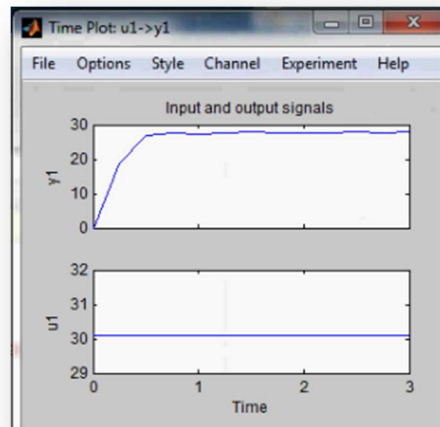 Time Plot: u1->y1
File Options Style Channel Experiment Help
Input and output signals
30
20
10
0
y1
32
31
30
29
u1
0 1 2 3
Time